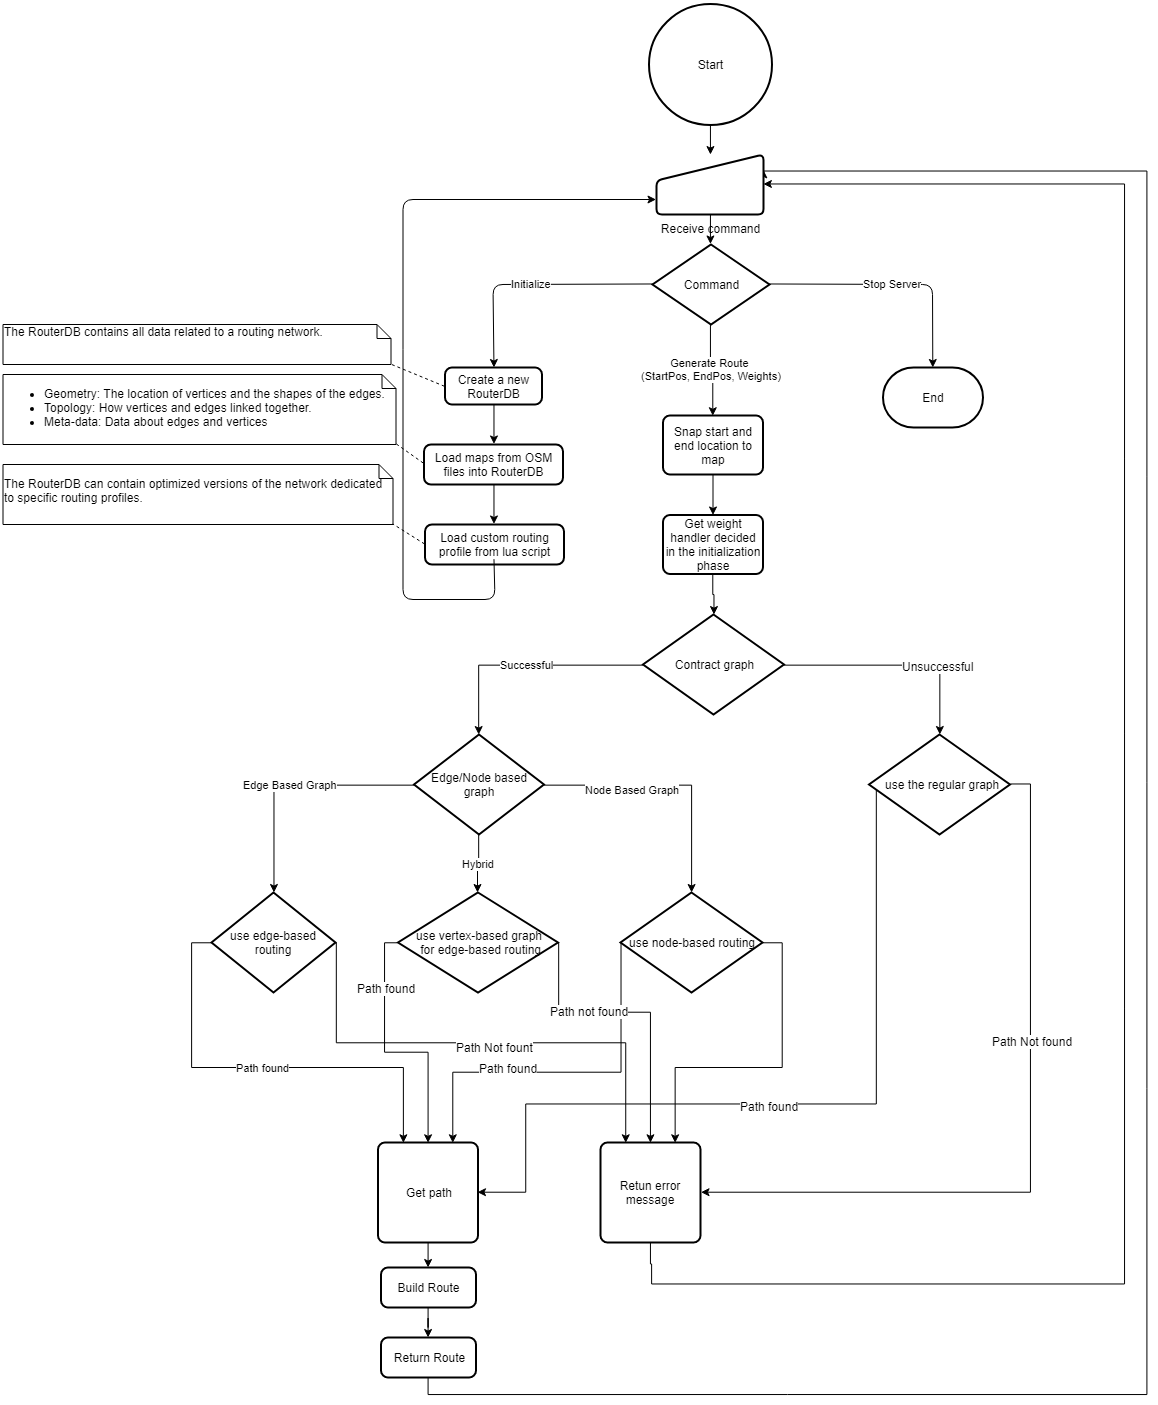 Start
Receive command
Command
Initialize
Stop Server
The RouterDB contains all data related to a routing network.
Generate Route
(StartPos, EndPos, Weights)
Create a new
RouterDB
End
Geometry: The location of vertices and the shapes of the edges.
Topology: How vertices and edges linked together.
Meta-data: Data about edges and vertices
Snap start and
end location to
map
Load maps from OSM
files into RouterDB
The RouterDB can contain optimized versions of the network dedicated
to specific routing profiles.
Load custom routing
profile from lua script
Get weight
handler decided
in the initialization
phase
Contract graph
Successful
Unsuccessful
Edge/Node based
graph
Edge Based Graph
Node Based Graph
use the regular graph
Hybrid
use edge-based
routing
use vertex-based graph
for edge-based routing
use node-based routing
Path found
Path not found
Path Not fount
Path Not found
Path found
Path found
Path found
Get path
Retun error
message
Build Route
Return Route